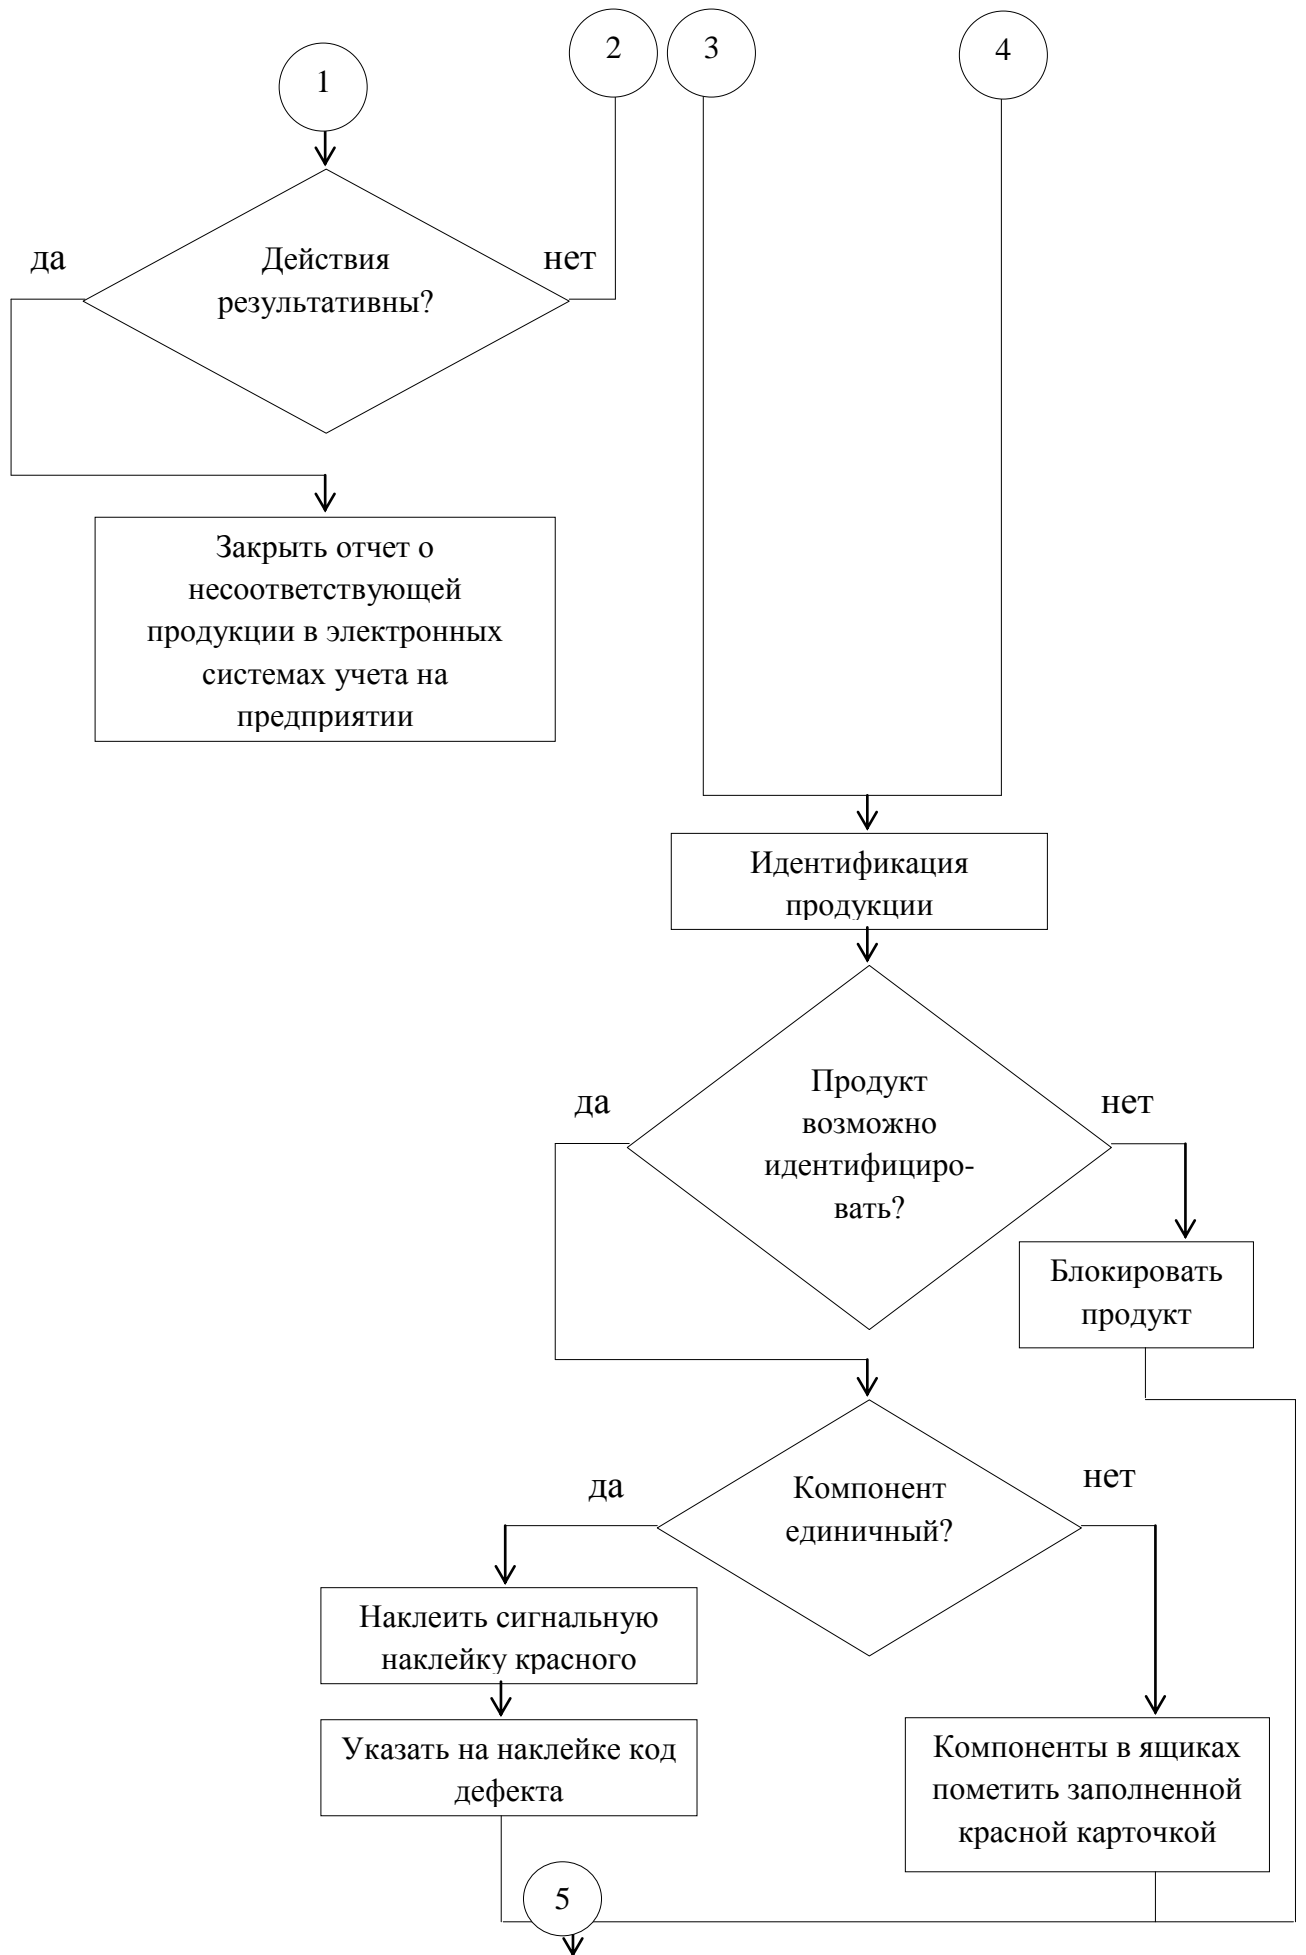 1
2
3
4
да
нет
Действия
результативны?
Закрыть отчет о
несоответствующей
продукции в электронных
системах учета на
предприятии
Идентификация
продукции
да
нет
Продукт
возможно
идентифициро-
вать?
Блокировать
продукт
да
нет
Компонент
единичный?
Наклеить сигнальную
наклейку красного
Указать на наклейке код
дефекта
Компоненты в ящиках
пометить заполненной
красной карточкой
5